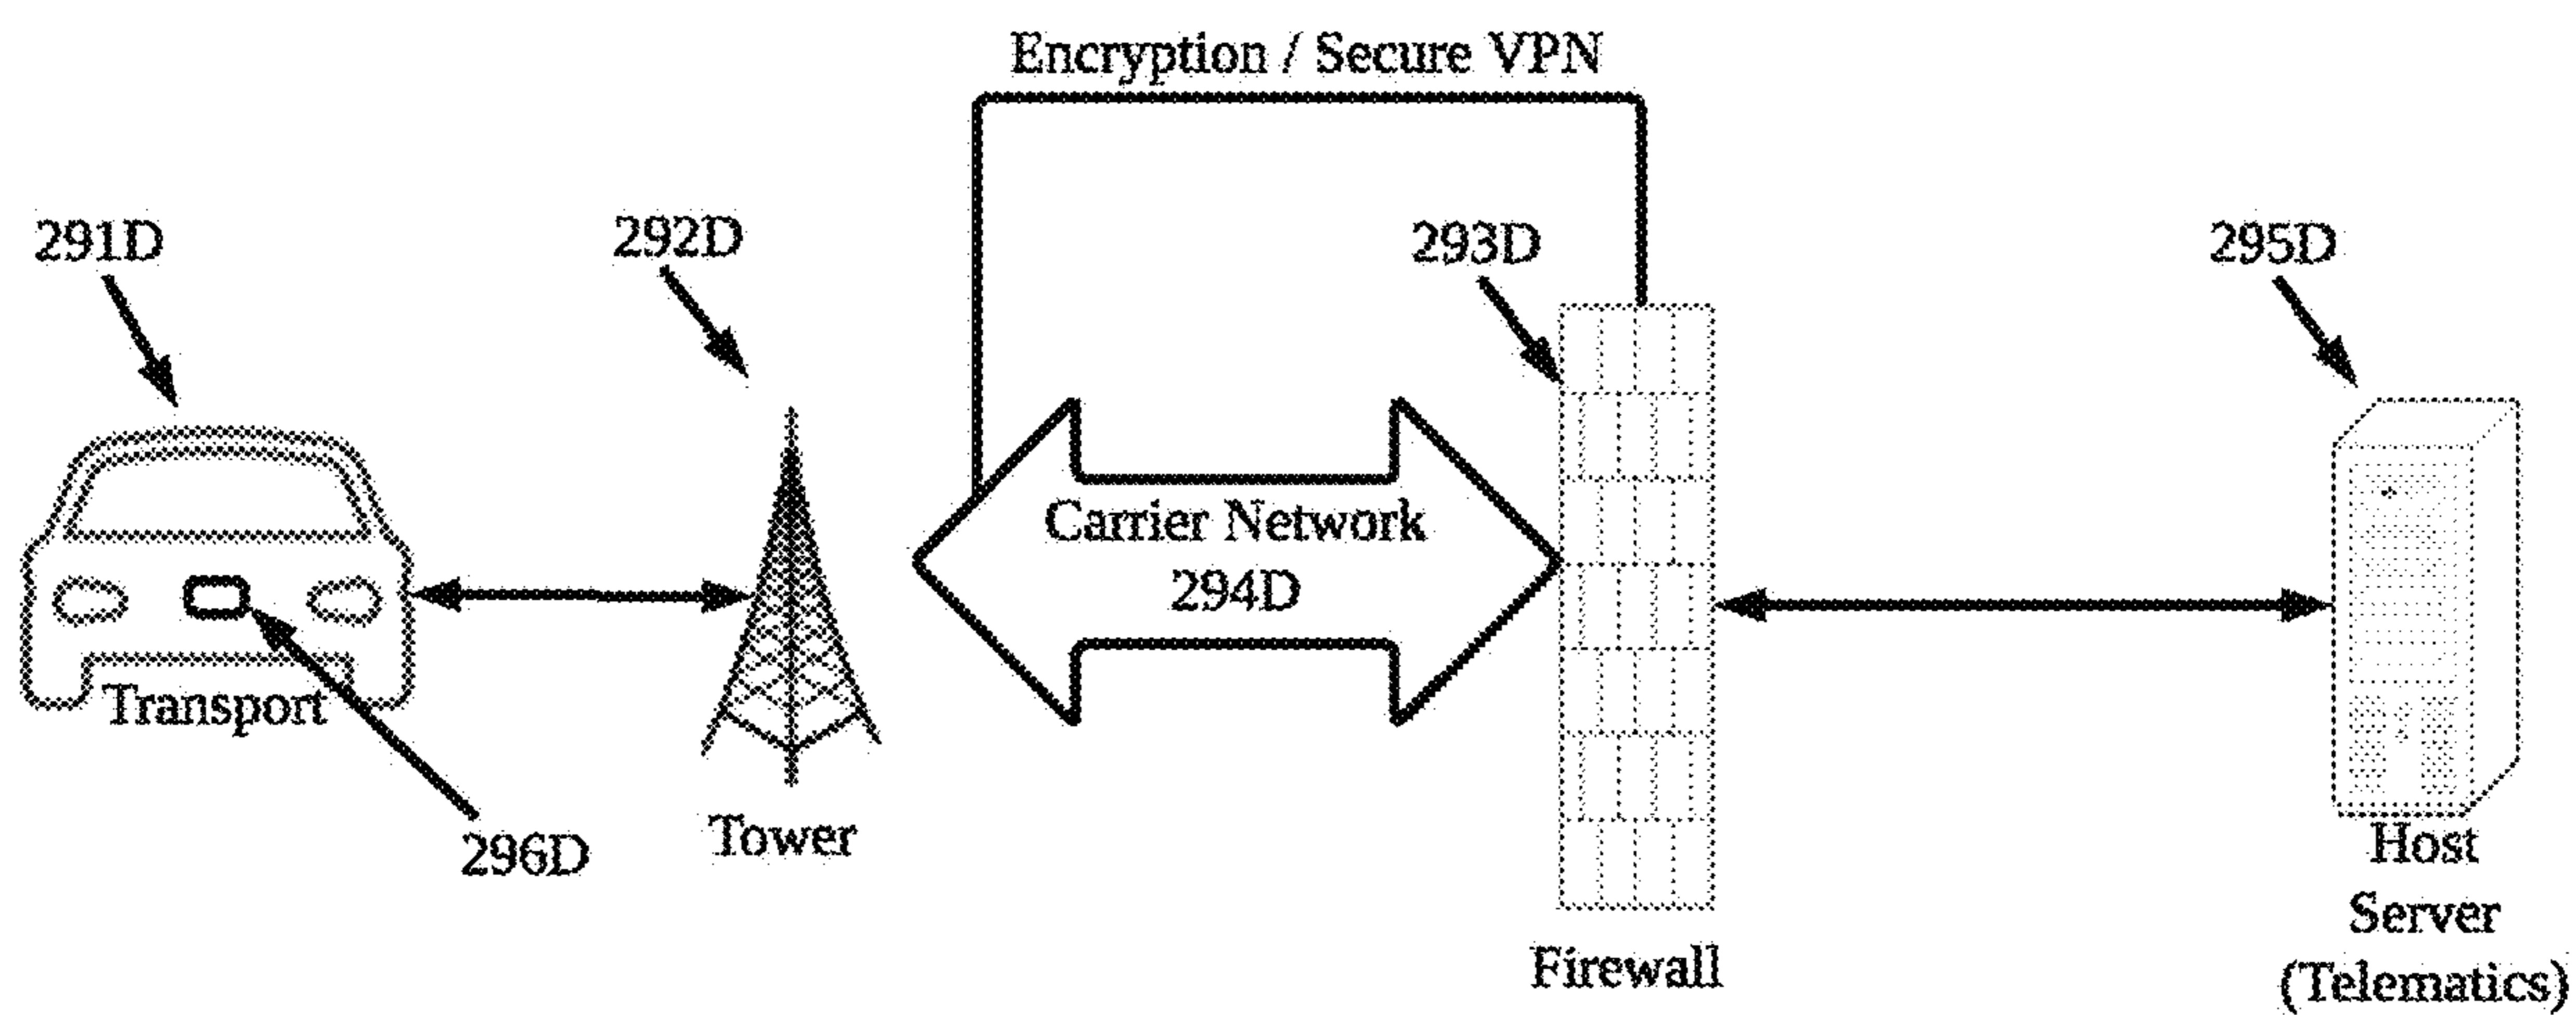 Encryption / Secure VPN
291D
292D
293D
295D
Carrier Network
294D
Transport
296D
Tower
Firewall
Host
Server
(Telematics)